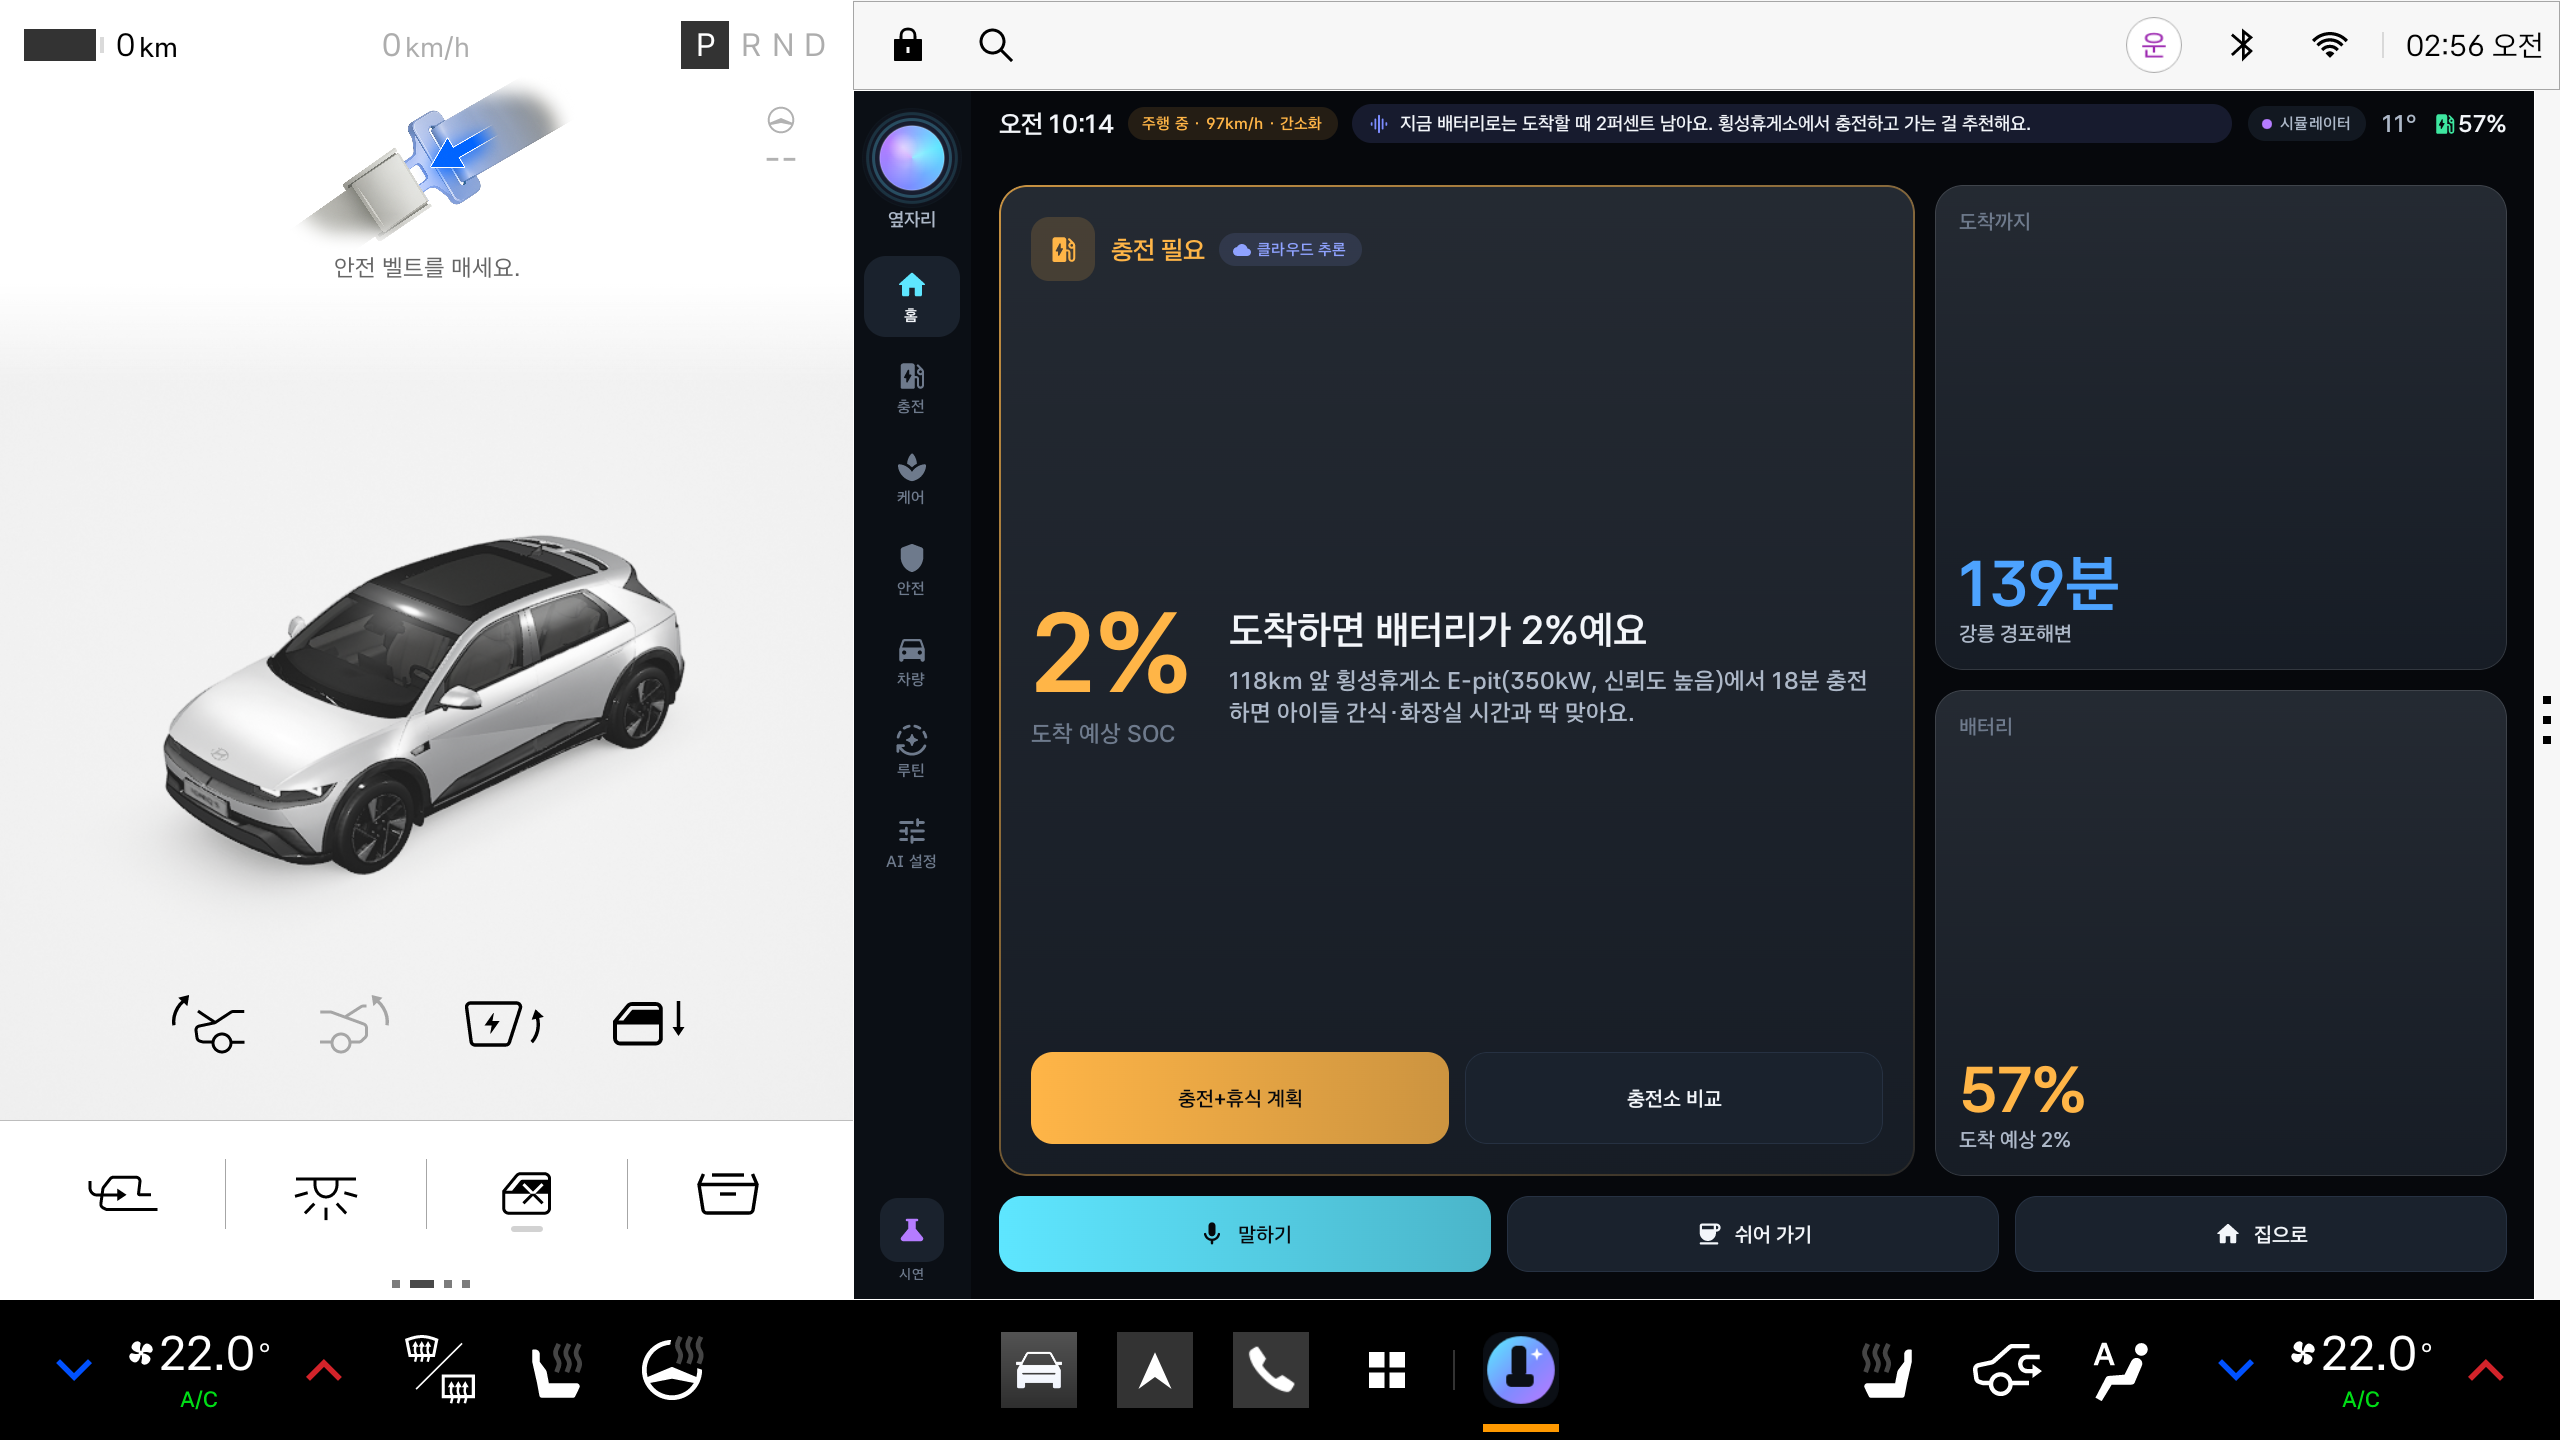 0 km
0 km/h
P R N D
--
안전 벨트를 매세요.
운
02:56 오전
오전 10:14
주행 중 · 97km/h · 간소화
지금 배터리로는 도착할 때 2퍼센트 남아요. 횡성휴게소에서 충전하고 가는 걸 추천해요.
시뮬레이터
11°
57%
옆자리
홈
충전
케어
안전
차량
루틴
AI 설정
시연
충전 필요
클라우드 추론
2%
도착 예상 SOC
도착하면 배터리가 2%예요
118km 앞 횡성휴게소 E-pit(350kW, 신뢰도 높음)에서 18분 충전
하면 아이들 간식·화장실 시간과 딱 맞아요.
충전+휴식 계획
충전소 비교
도착까지
139분
강릉 경포해변
배터리
57%
도착 예상 2%
말하기
쉬어 가기
집으로
22.0°
A/C
A
22.0°
A/C